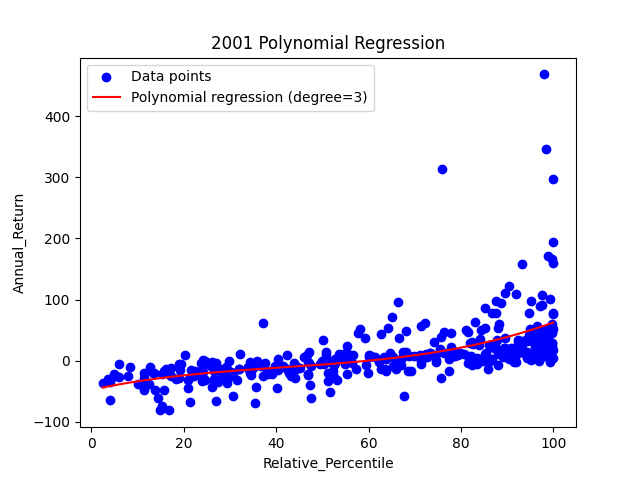 2001 Polynomial Regression
Data points
Polynomial regression (degree=3)
Annual_Return
400
300
200
100
0
−100
0 20 40 60 80 100
Relative_Percentile